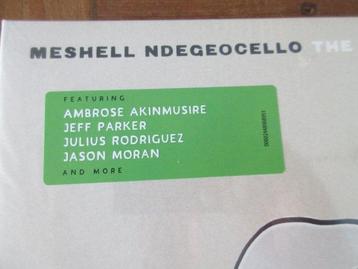 MESHELL NDEGEOCELLO THE
FEATURING
AMBROSE AKINMUSIRE
JEFF PARKER
JULIUS RODRIGUEZ
JASON MORAN
AND MORE